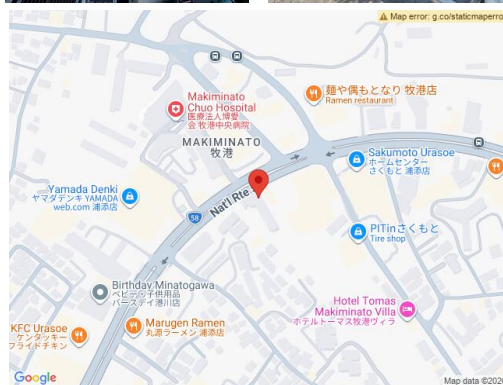 Map error: g.co/staticmaperro
Makiminato
Chuo Hospital
医療法人博愛
会 牧港中央病院
麺や偶もとなり 牧港店
Ramen restaurant
MAKIMINATO
牧港
Sakumoto Urasoe
ホームセンター
さくもと 浦添店
Yamada Denki
ヤマダデンキ YAMADA
web.com 浦添店
Nat'l Rte
58
PITinさくもと
Tire shop
Birthday Minatogawa
ベビー・子供用品
バースデイ港川店
Hotel Tomas
Makiminato Villa
ホテルトーマス牧港ヴィラ
KFC Urasoe
ケンタッキー
フライドチキン
Marugen Ramen
丸源ラーメン 浦添店
Google
Map data ©202